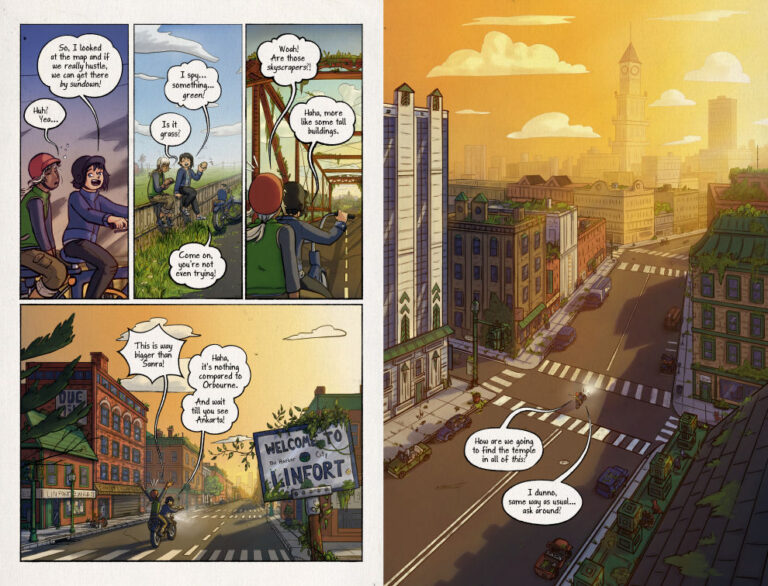 So, I looked
at the map and if
we really hustle,
we can get there
by sundown!
Huh?
Yea...
I spy...
something...
green!
Is it
grass?
Come on,
you're not
even trying!
Woah!
Are those
skyscrapers?!
Haha, more
like some tall
buildings.
This is way
bigger than
Sanra!
Haha,
it's nothing
compared to
Orbourne.
And wait
till you see
Ankarta!
DUC
WELCOME TO
The Harbor City
LINFORT
How are we going
to find the temple
in all of this?
I dunno,
same way as usual...
ask around!